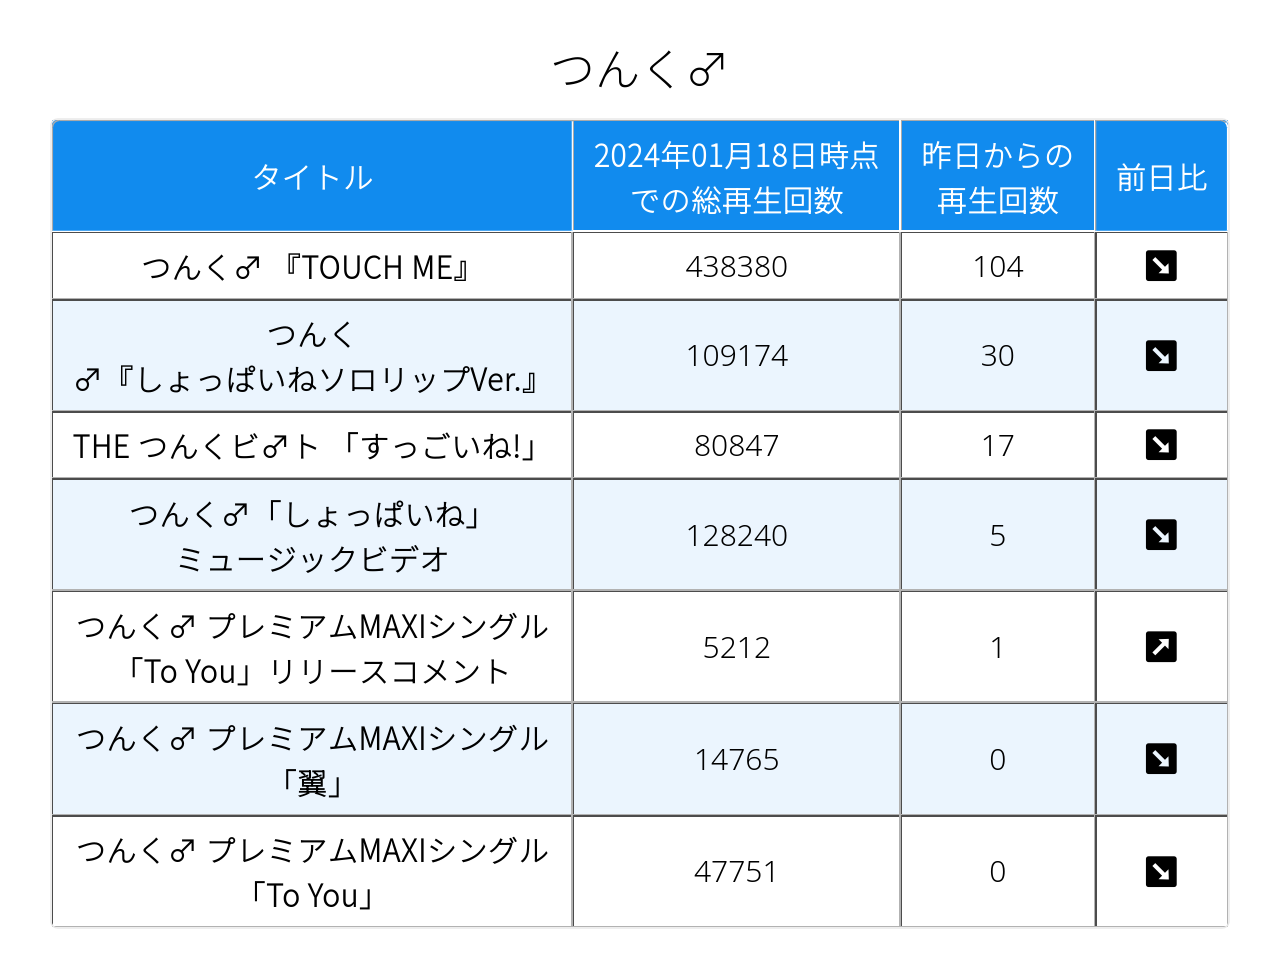 つんく♂
タイトル
2024年01月18日時点
での総再生回数
昨日からの
再生回数
前日比
つんく♂ 『TOUCH ME』
438380
104
↘
つんく
♂『しょっぱいねソロリップVer.』
109174
30
↘
THE つんくビ♂ト 「すっごいね!」
80847
17
↘
つんく♂「しょっぱいね」
ミュージックビデオ
128240
5
↘
つんく♂ プレミアムMAXIシングル
「To You」リリースコメント
5212
1
↗
つんく♂ プレミアムMAXIシングル
「翼」
14765
0
↘
つんく♂ プレミアムMAXIシングル
「To You」
47751
0
↘